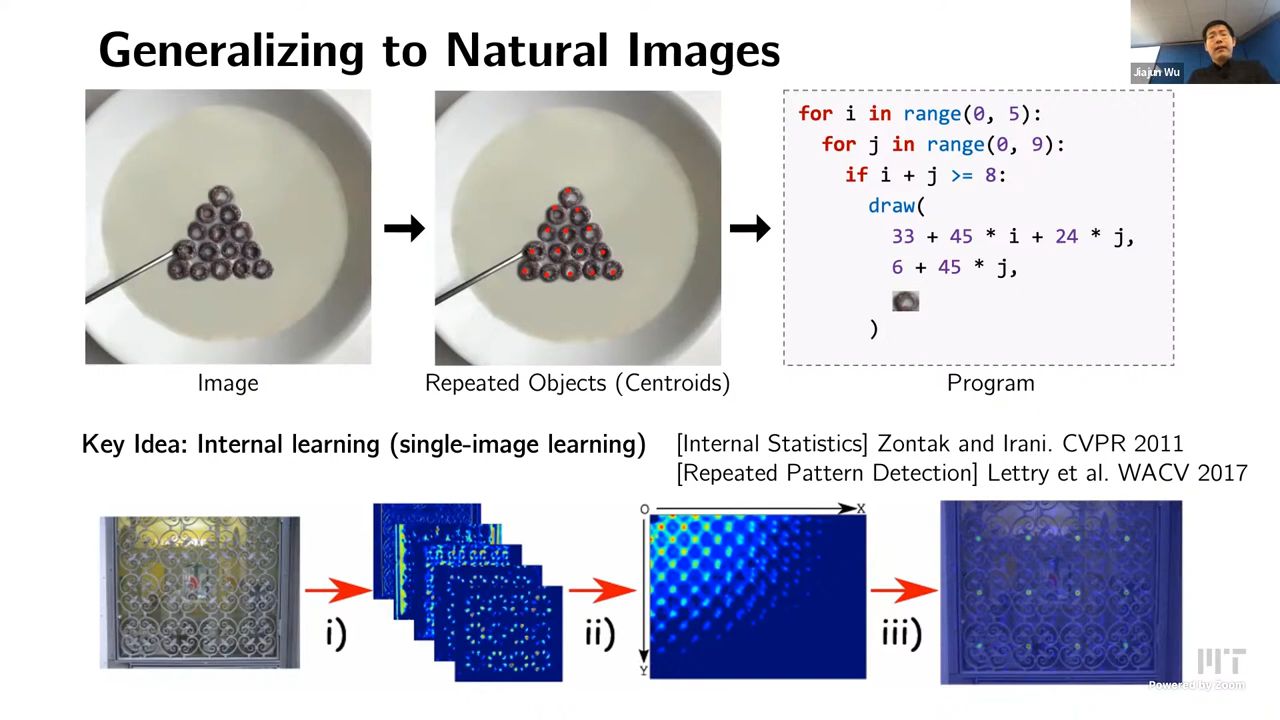 Generalizing to Natural Images
Jiajun Wu
for i in range(0, 5):
for j in range(0, 9):
if i + j >= 8:
draw(
33 + 45 * i + 24 * j,
6 + 45 * j,
)
Image
Repeated Objects (Centroids)
Program
Key Idea: Internal learning (single-image learning)
[Internal Statistics] Zontak and Irani. CVPR 2011
[Repeated Pattern Detection] Lettry et al. WACV 2017
O
X
Y
i)
ii)
iii)
MIT
Powered by Zoom